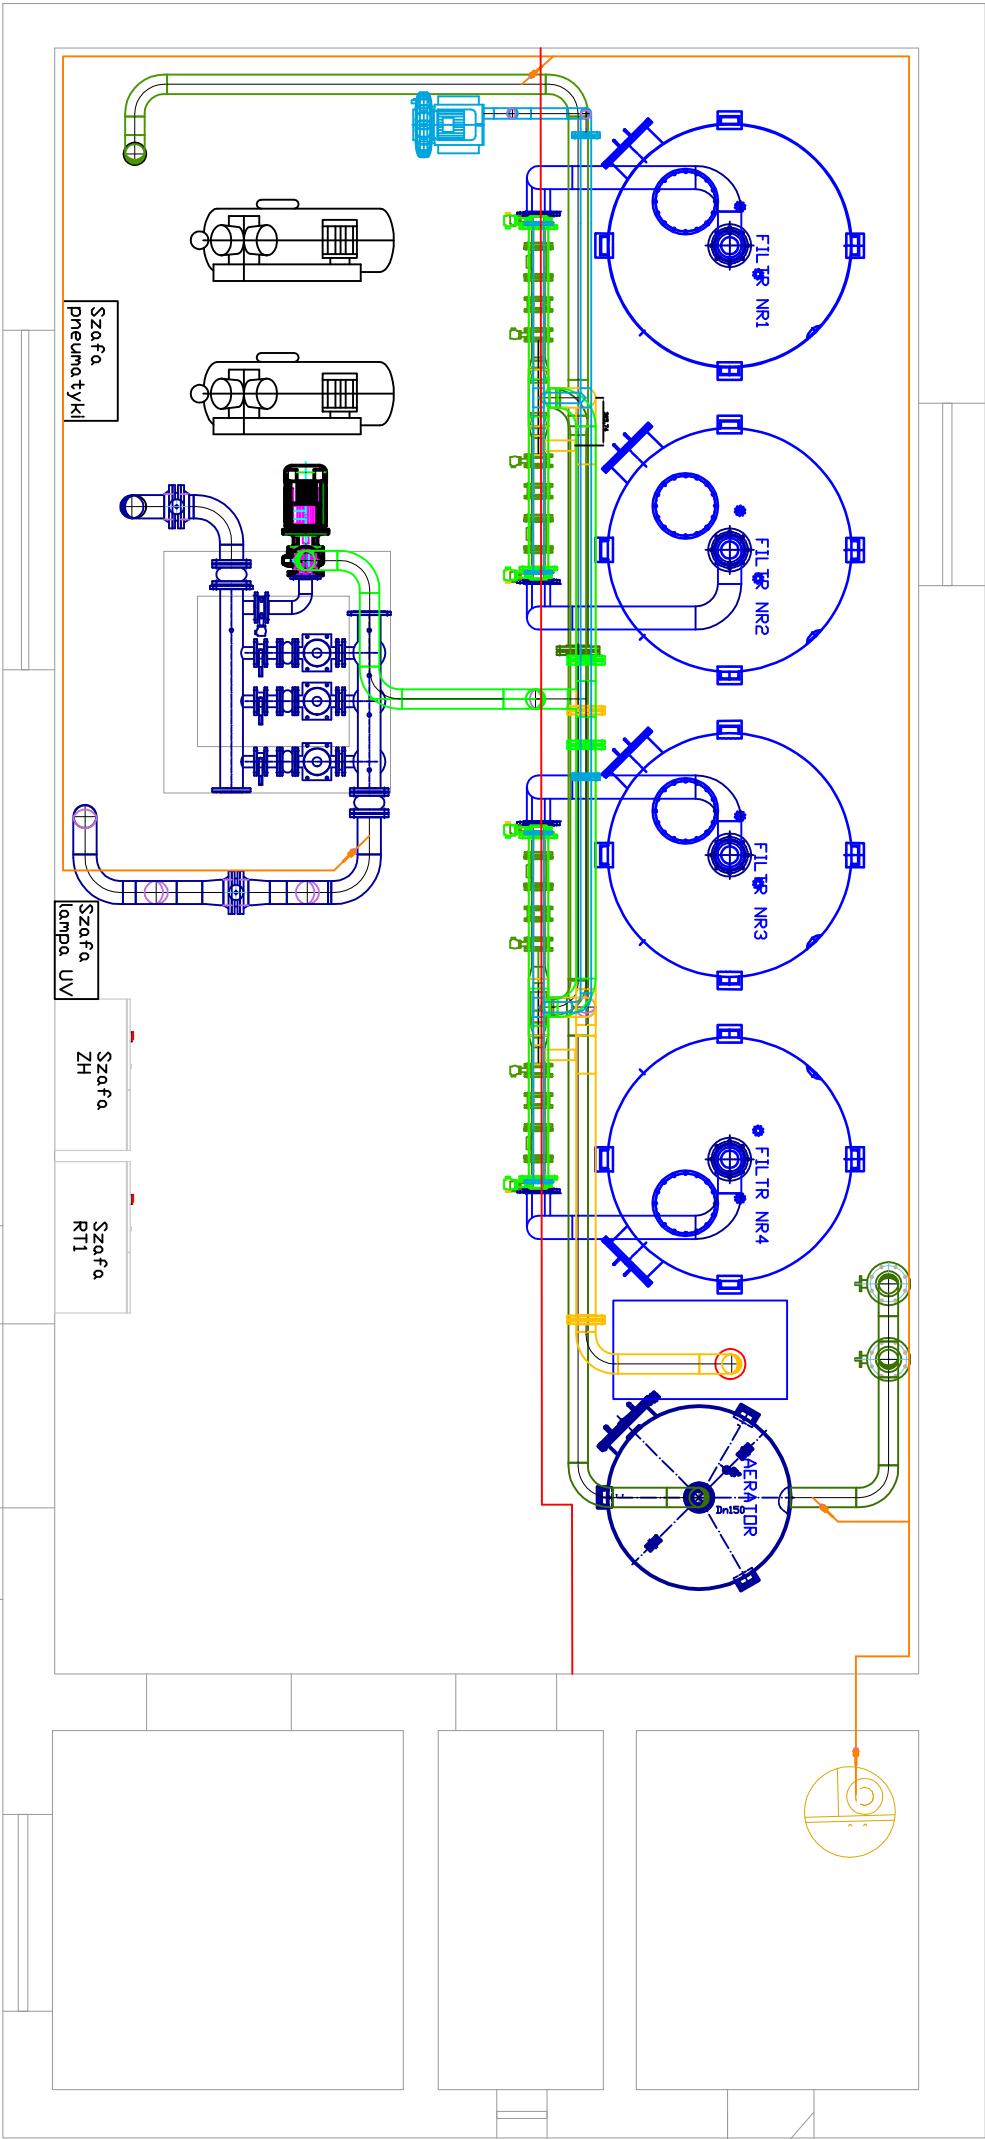 FILTR NR1
Szafa
pneumatyki
FILTR NR2
FILTR NR3
Szafa
lampa UV
Szafa
ZH
FILTR NR4
Szafa
RT1
AERATOR
Dn150